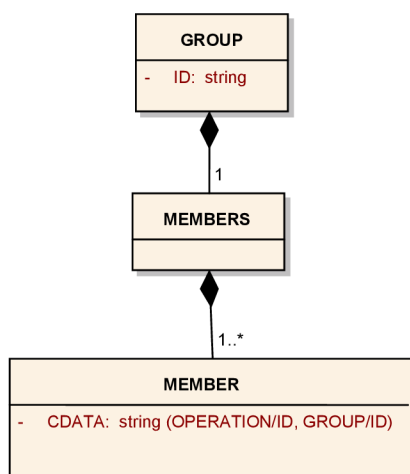 GROUP
- ID: string
1
MEMBERS
1..*
MEMBER
- CDATA: string (OPERATION/ID, GROUP/ID)